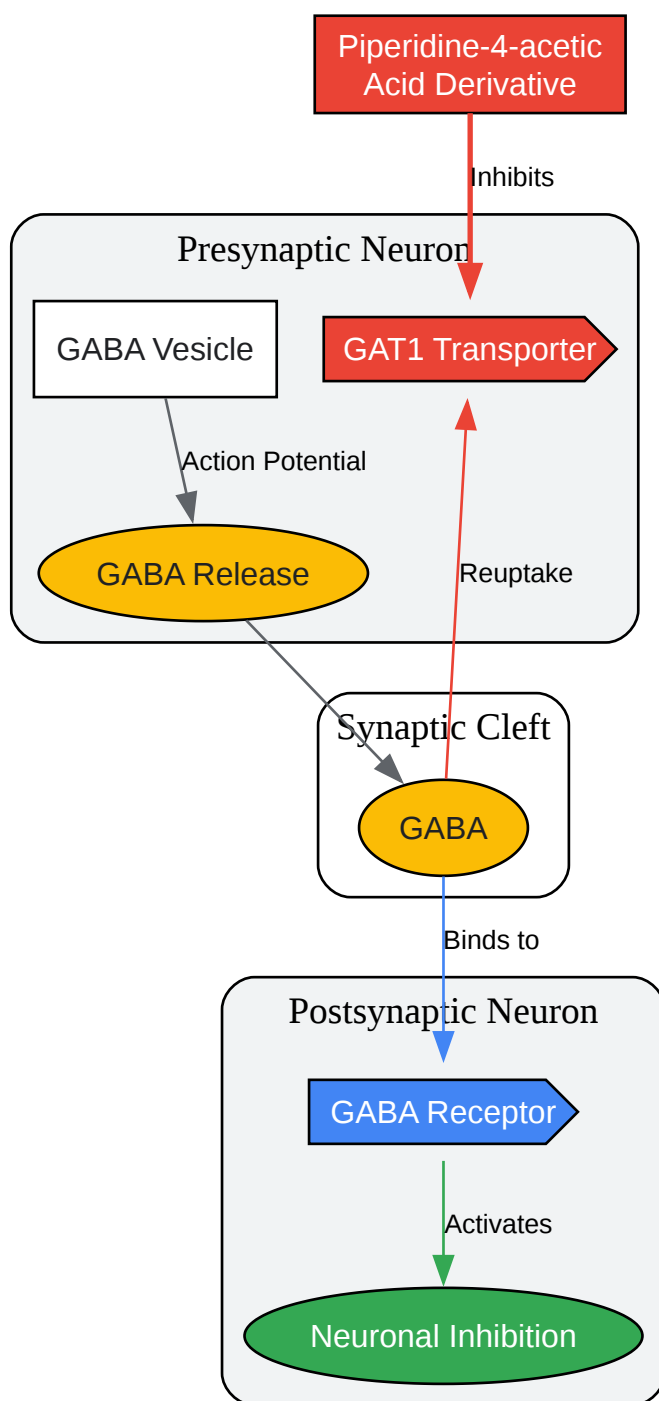 Piperidine-4-acetic
Acid Derivative
Inhibits
Presynaptic Neuron
GABA Vesicle
GAT1 Transporter
Action Potential
GABA Release
Reuptake
Synaptic Cleft
GABA
Binds to
Postsynaptic Neuron
GABA Receptor
Activates
Neuronal Inhibition